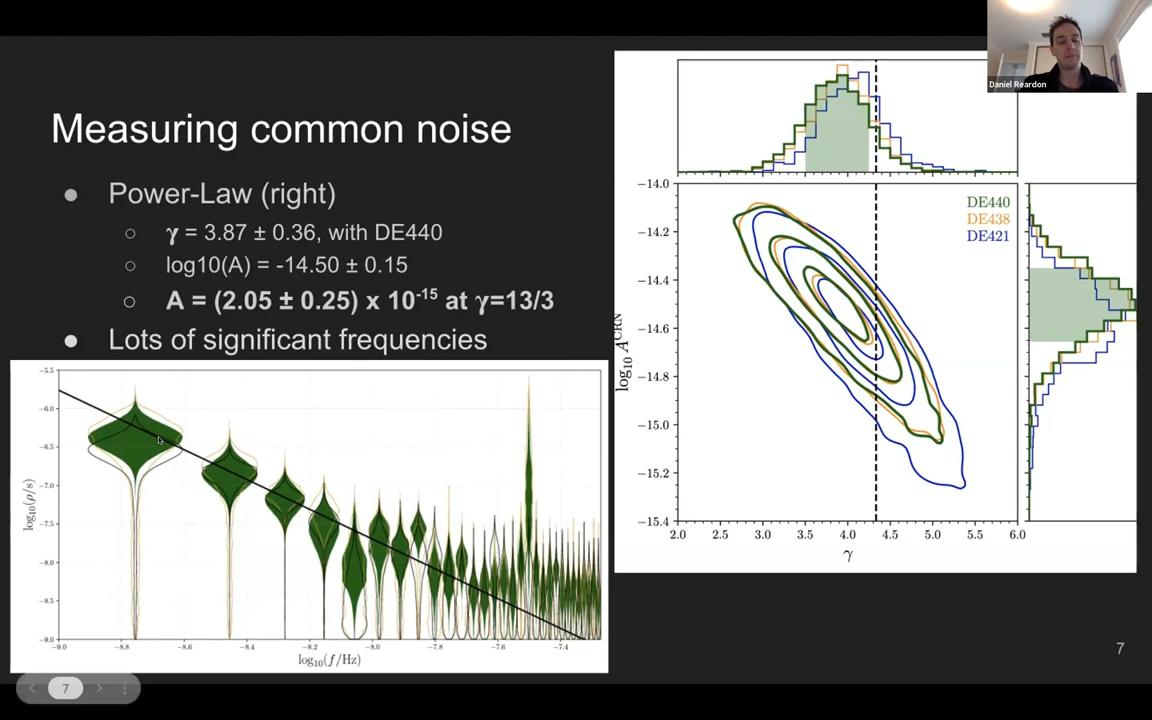 Daniel Reardon
Measuring common noise
● Power-Law (right)
○ γ = 3.87 ± 0.36, with DE440
○ log10(A) = -14.50 ± 0.15
○ A = (2.05 ± 0.25) x 10⁻¹⁵ at γ=13/3
● Lots of significant frequencies
−5.5
−6.0
−6.5
−7.0
−7.5
−8.0
−8.5
−9.0
log₁₀(ρ/s)
−9.0 −8.8 −8.6 −8.4 −8.2 −8.0 −7.8 −7.6 −7.4
log₁₀(f/Hz)
DE440
DE438
DE421
−14.0
−14.2
−14.4
−14.6
−14.8
−15.0
−15.2
−15.4
log₁₀ Aᶜᴿᴺ
2.0 2.5 3.0 3.5 4.0 4.5 5.0 5.5 6.0
γ
7
7